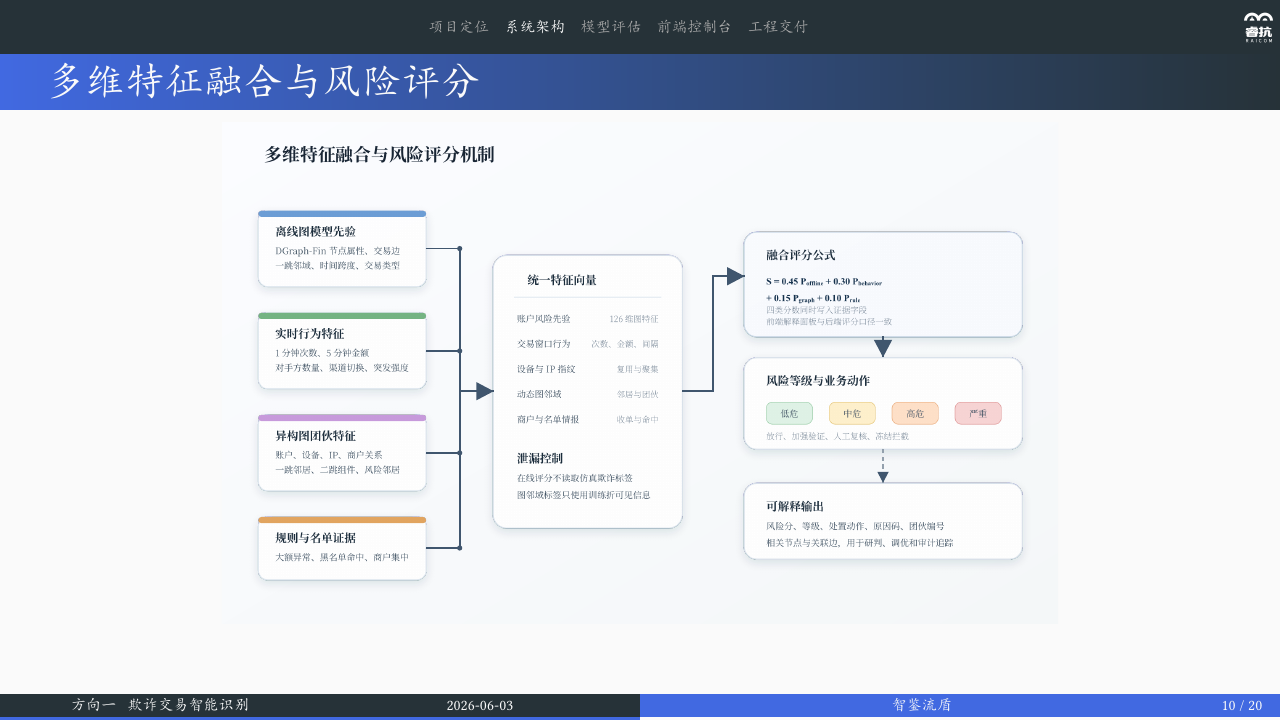 项目定位 系统架构 模型评估 前端控制台 工程交付
睿抗
RAICOM
多维特征融合与风险评分
多维特征融合与风险评分机制
离线图模型先验
DGraph-Fin 节点属性、交易边
一跳邻域、时间跨度、交易类型
实时行为特征
1 分钟次数、5 分钟金额
对手方数量、渠道切换、突发强度
异构图团伙特征
账户、设备、IP、商户关系
一跳邻居、二跳组件、风险邻居
规则与名单证据
大额异常、黑名单命中、商户集中
统一特征向量
账户风险先验 126 维图特征
交易窗口行为 次数、金额、间隔
设备与 IP 指纹 复用与聚集
动态图邻域 邻居与团伙
商户与名单情报 收单与命中
泄漏控制
在线评分不读取仿真欺诈标签
图邻域标签只使用训练折可见信息
融合评分公式
S = 0.45 P_offline + 0.30 P_behavior
+ 0.15 P_graph + 0.10 P_rule
四类分数同时写入证据字段
前端解释面板与后端评分口径一致
风险等级与业务动作
低危 中危 高危 严重
放行、加强验证、人工复核、冻结拦截
可解释输出
风险分、等级、处置动作、原因码、团伙编号
相关节点与关联边，用于研判、调优和审计追踪
方向一 欺诈交易智能识别 2026-06-03 智鉴流盾 10 / 20